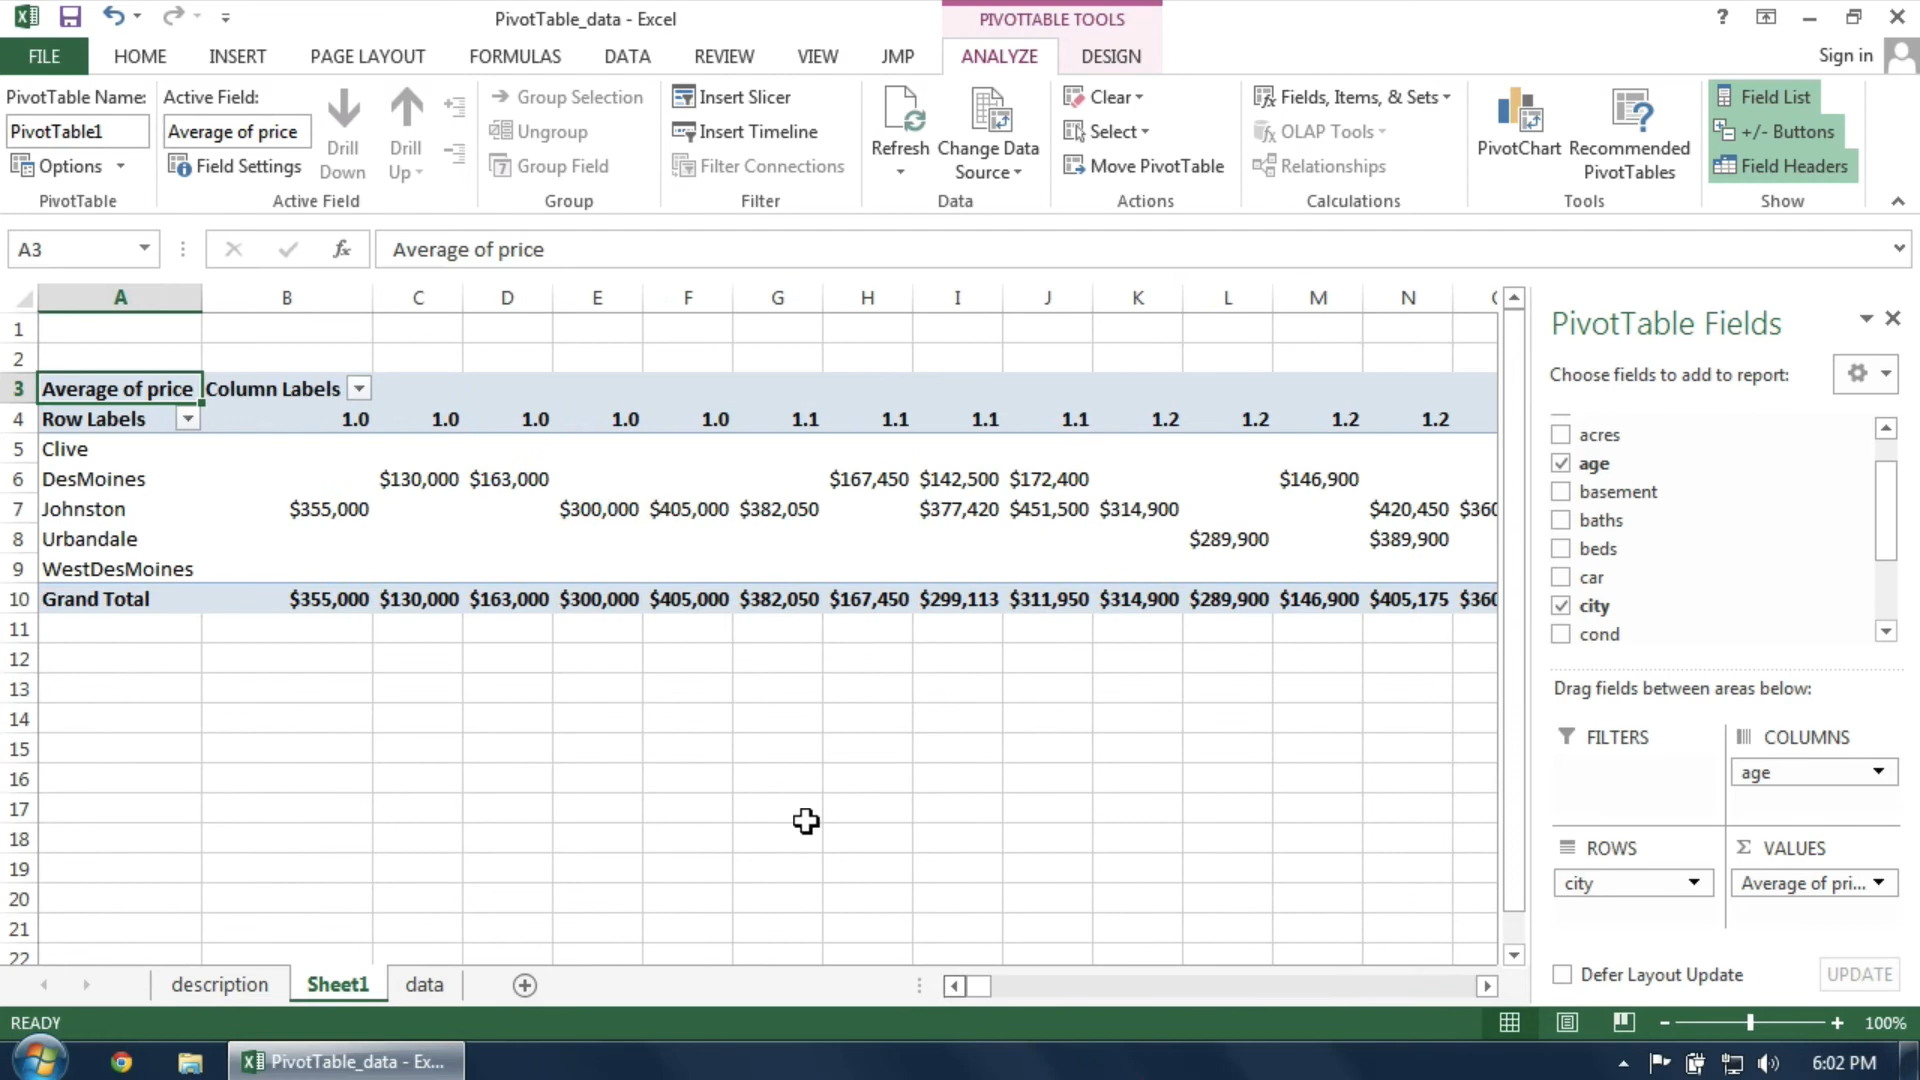 PivotTable_data - Excel
PIVOTTABLE TOOLS
?
FILE HOME INSERT PAGE LAYOUT FORMULAS DATA REVIEW VIEW JMP ANALYZE DESIGN Sign in
PivotTable Name:
PivotTable1
Options
PivotTable
Active Field:
Average of price
Field Settings
Drill Down
Drill Up
Active Field
Group Selection
Ungroup
Group Field
Group
Insert Slicer
Insert Timeline
Filter Connections
Filter
Refresh
Change Data Source
Data
Clear
Select
Move PivotTable
Actions
Fields, Items, & Sets
OLAP Tools
Relationships
Calculations
PivotChart
Recommended PivotTables
Tools
Field List
+/- Buttons
Field Headers
Show
A3 fx Average of price
A B C D E F G H I J K L M N
1
2
3 Average of price Column Labels
4 Row Labels 1.0 1.0 1.0 1.0 1.0 1.1 1.1 1.1 1.1 1.2 1.2 1.2 1.2
5 Clive
6 DesMoines $130,000 $163,000 $167,450 $142,500 $172,400 $146,900
7 Johnston $355,000 $300,000 $405,000 $382,050 $377,420 $451,500 $314,900 $420,450 $360
8 Urbandale $289,900 $389,900
9 WestDesMoines
10 Grand Total $355,000 $130,000 $163,000 $300,000 $405,000 $382,050 $167,450 $299,113 $311,950 $314,900 $289,900 $146,900 $405,175 $360
11
12
13
14
15
16
17
18
19
20
21
22
PivotTable Fields
Choose fields to add to report:
acres
age
basement
baths
beds
car
city
cond
Drag fields between areas below:
FILTERS
COLUMNS
age
ROWS
city
VALUES
Average of pri...
Defer Layout Update UPDATE
description Sheet1 data
READY 100%
PivotTable_data - Ex...
6:02 PM